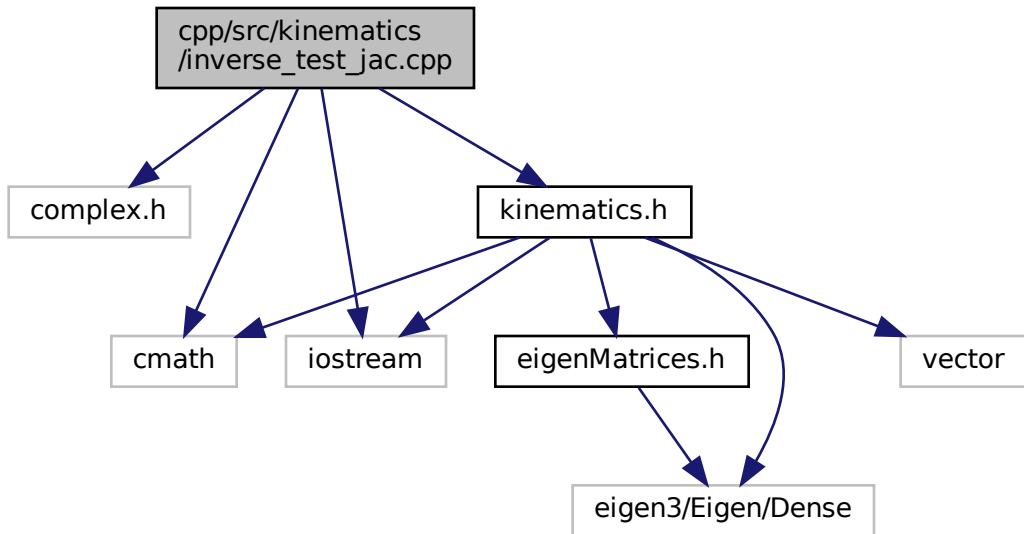 cpp/src/kinematics
/inverse_test_jac.cpp
complex.h
kinematics.h
cmath
iostream
eigenMatrices.h
vector
eigen3/Eigen/Dense